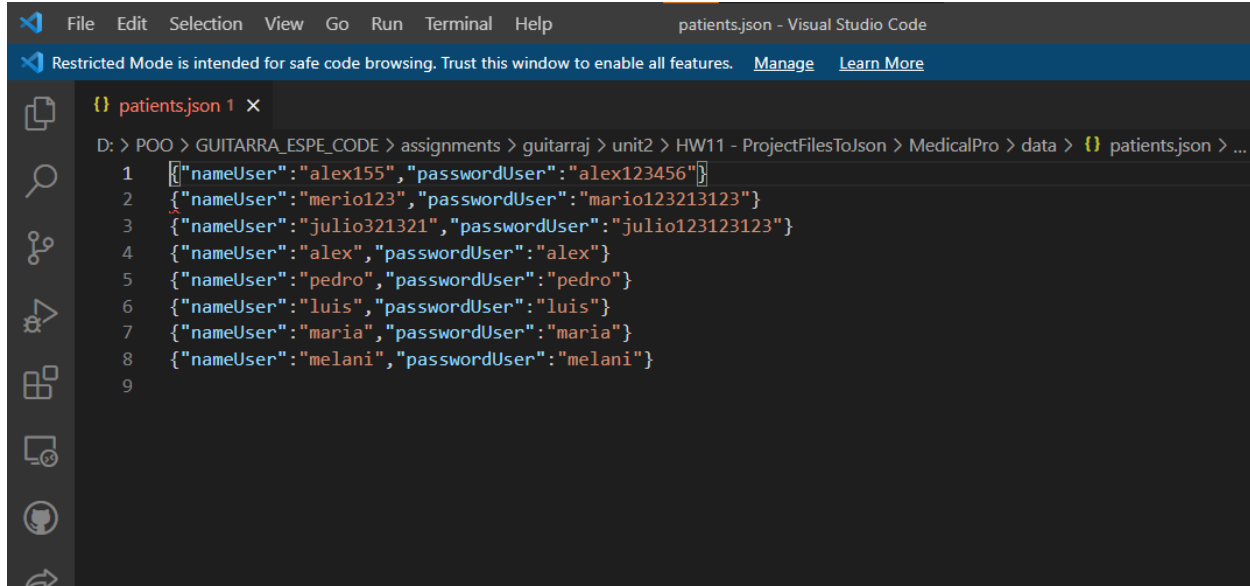 File Edit Selection View Go Run Terminal Help patients.json - Visual Studio Code
Restricted Mode is intended for safe code browsing. Trust this window to enable all features. Manage Learn More
{} patients.json 1 ×
D: > POO > GUITARRA_ESPE_CODE > assignments > guitarraj > unit2 > HW11 - ProjectFilesToJson > MedicalPro > data > {} patients.json > ...
1 {"nameUser":"alex155","passwordUser":"alex123456"}
2 {"nameUser":"merio123","passwordUser":"mario123213123"}
3 {"nameUser":"julio321321","passwordUser":"julio123123123"}
4 {"nameUser":"alex","passwordUser":"alex"}
5 {"nameUser":"pedro","passwordUser":"pedro"}
6 {"nameUser":"luis","passwordUser":"luis"}
7 {"nameUser":"maria","passwordUser":"maria"}
8 {"nameUser":"melani","passwordUser":"melani"}
9